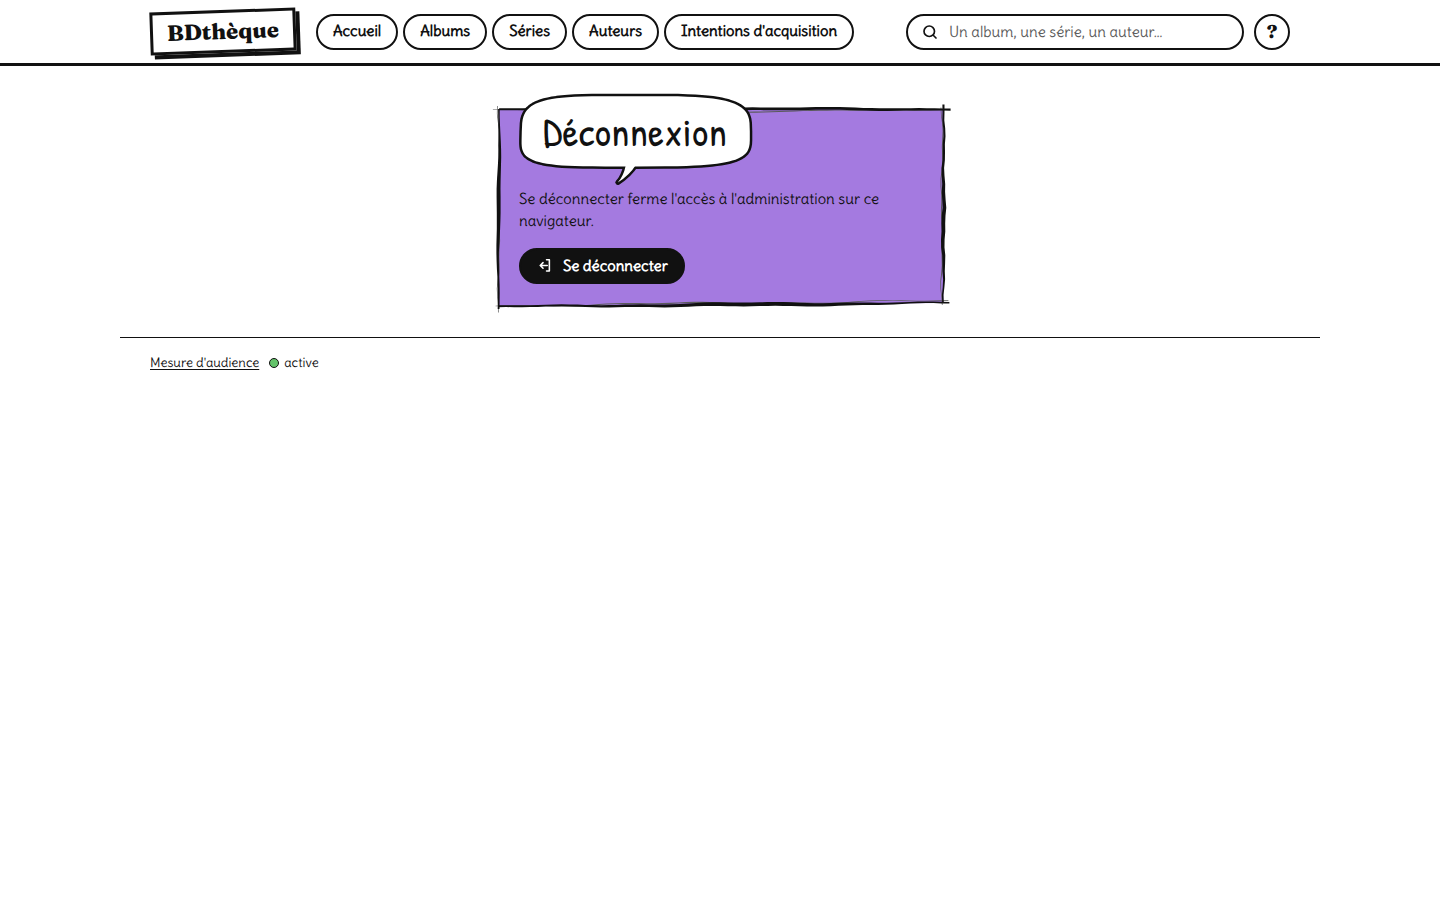 BDthèque
Accueil
Albums
Séries
Auteurs
Intentions d'acquisition
Un album, une série, un auteur...
?
Déconnexion
Se déconnecter ferme l'accès à l'administration sur ce
navigateur.
Se déconnecter
Mesure d'audience active